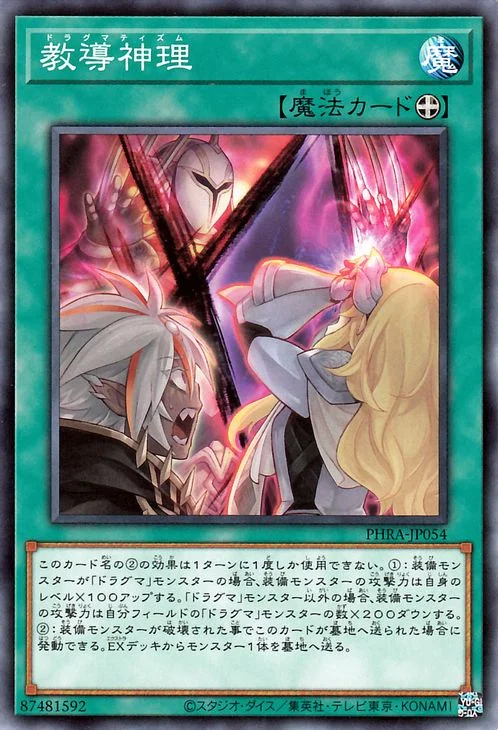 ドラグマティズム
教導神理
魔
まほう
【魔法カード】
PHRA-JP054
このカード名の②の効果は1ターンに1度しか使用できない。①：装備モ
ンスターが「ドラグマ」モンスターの場合、装備モンスターの攻撃力は自身の
レベル×100アップする。「ドラグマ」モンスター以外の場合、装備モンスター
の攻撃力は自分フィールドの「ドラグマ」モンスターの数×200ダウンする。
②：装備モンスターが破壊された事でこのカードが墓地へ送られた場合に
発動できる。EXデッキからモンスター1体を墓地へ送る。
87481592
©スタジオ・ダイス／集英社・テレビ東京・KONAMI